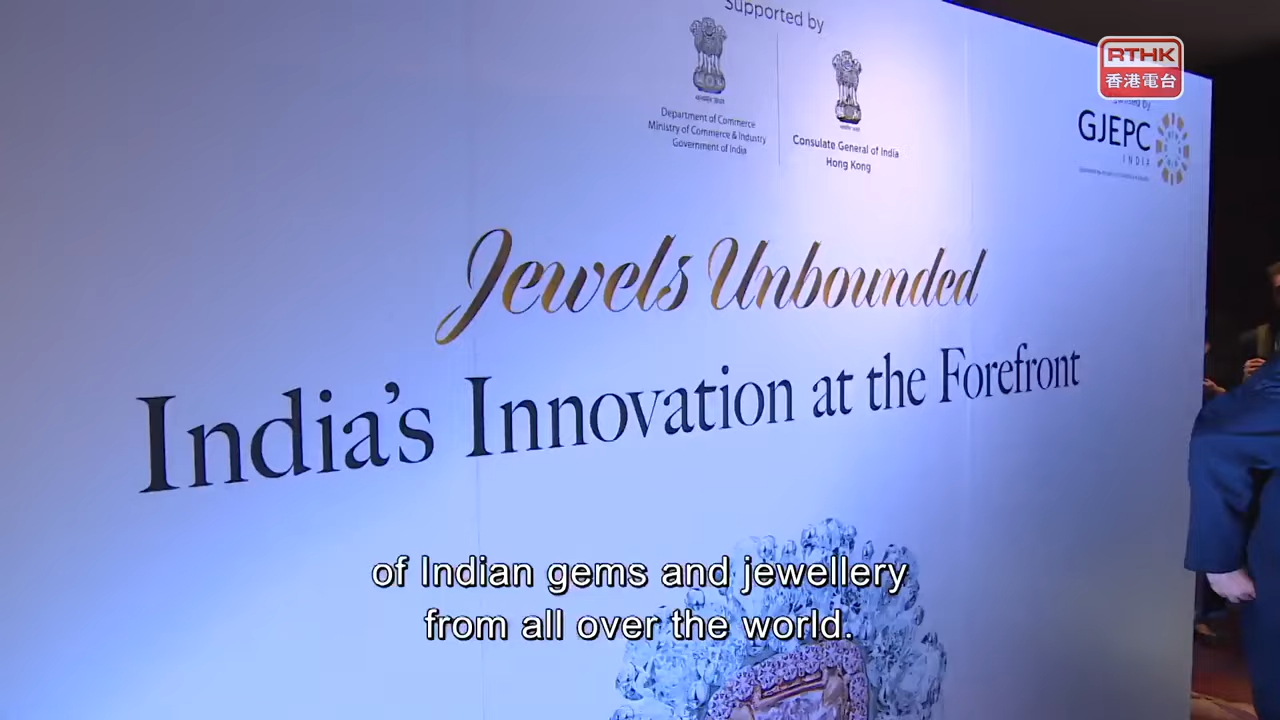 Supported by
RTHK
香港電台
Department of Commerce
Ministry of Commerce & Industry
Government of India
Consulate General of India
Hong Kong
GJEPC
INDIA
Jewels Unbounded
India's Innovation at the Forefront
of Indian gems and jewellery
from all over the world.